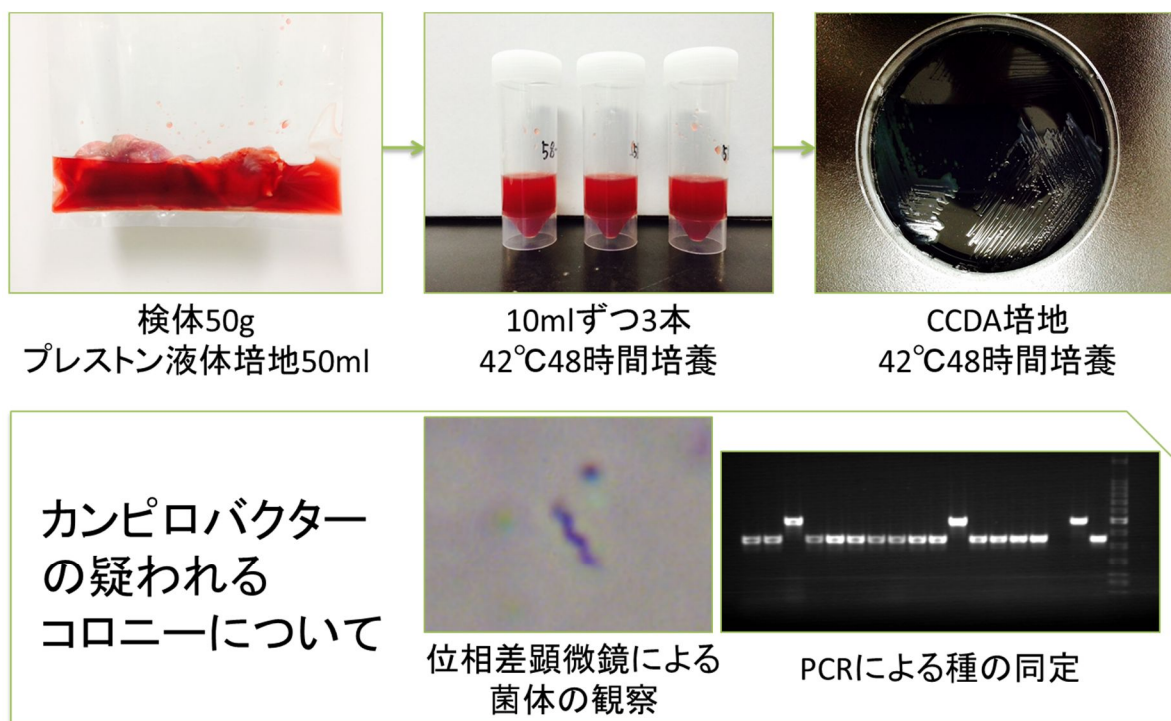 58-
検体50g
プレストン液体培地50ml
10mlずつ3本
42℃48時間培養
CCDA培地
42℃48時間培養
カンピロバクター
の疑われる
コロニーについて
位相差顕微鏡による
菌体の観察
PCRによる種の同定